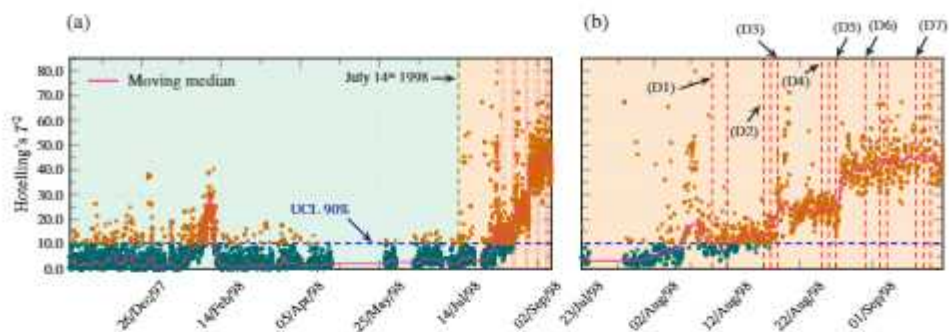 (a)
(b)
(D3)
(D5)
(D6)
(D7)
Moving median
July 14th 1998
(D1)
(D4)
(D2)
Hotelling's T²
80.0
70.0
60.0
50.0
40.0
30.0
20.0
10.0
0.0
UCL 90%
26/Dec/97
14/Feb/98
05/Apr/98
25/May/98
14/Jul/98
02/Sep/98
23/Jul/98
02/Aug/98
12/Aug/98
22/Aug/98
01/Sep/98